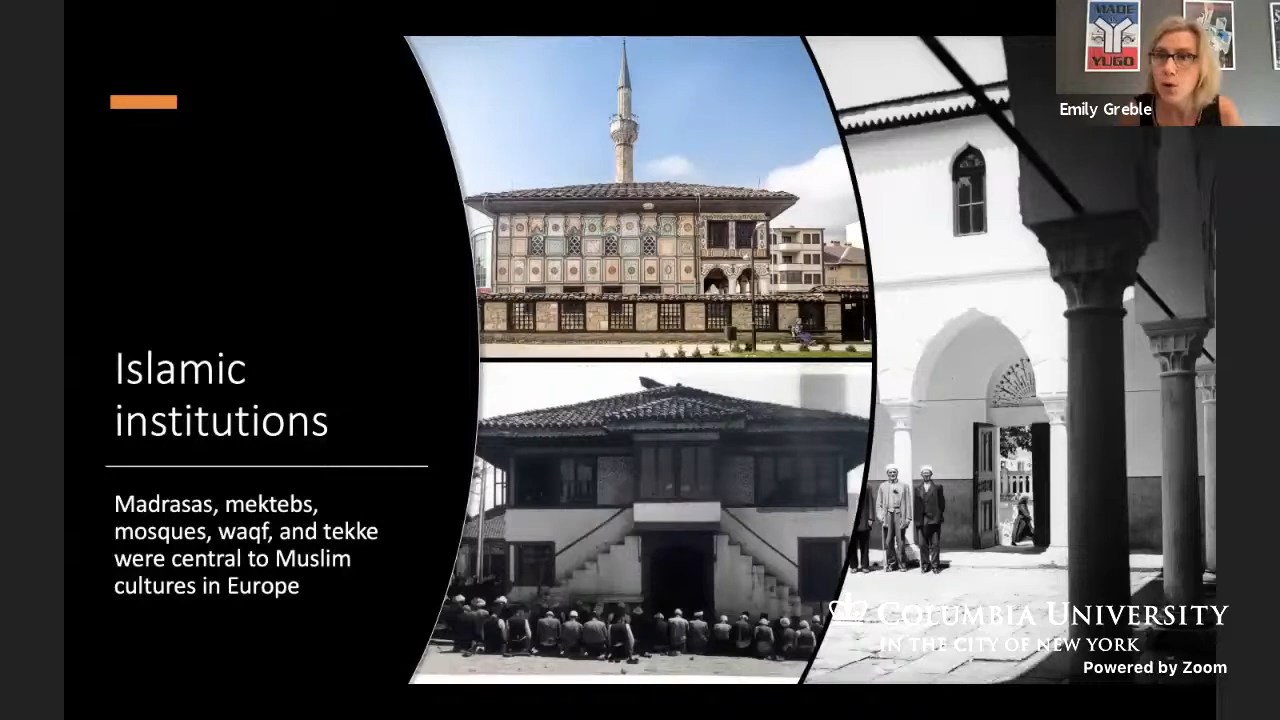 MADE
IN
YUGO
Emily Greble
Islamic
institutions
Madrasas, mektebs,
mosques, waqf, and tekke
were central to Muslim
cultures in Europe
COLUMBIA UNIVERSITY
IN THE CITY OF NEW YORK
Powered by Zoom